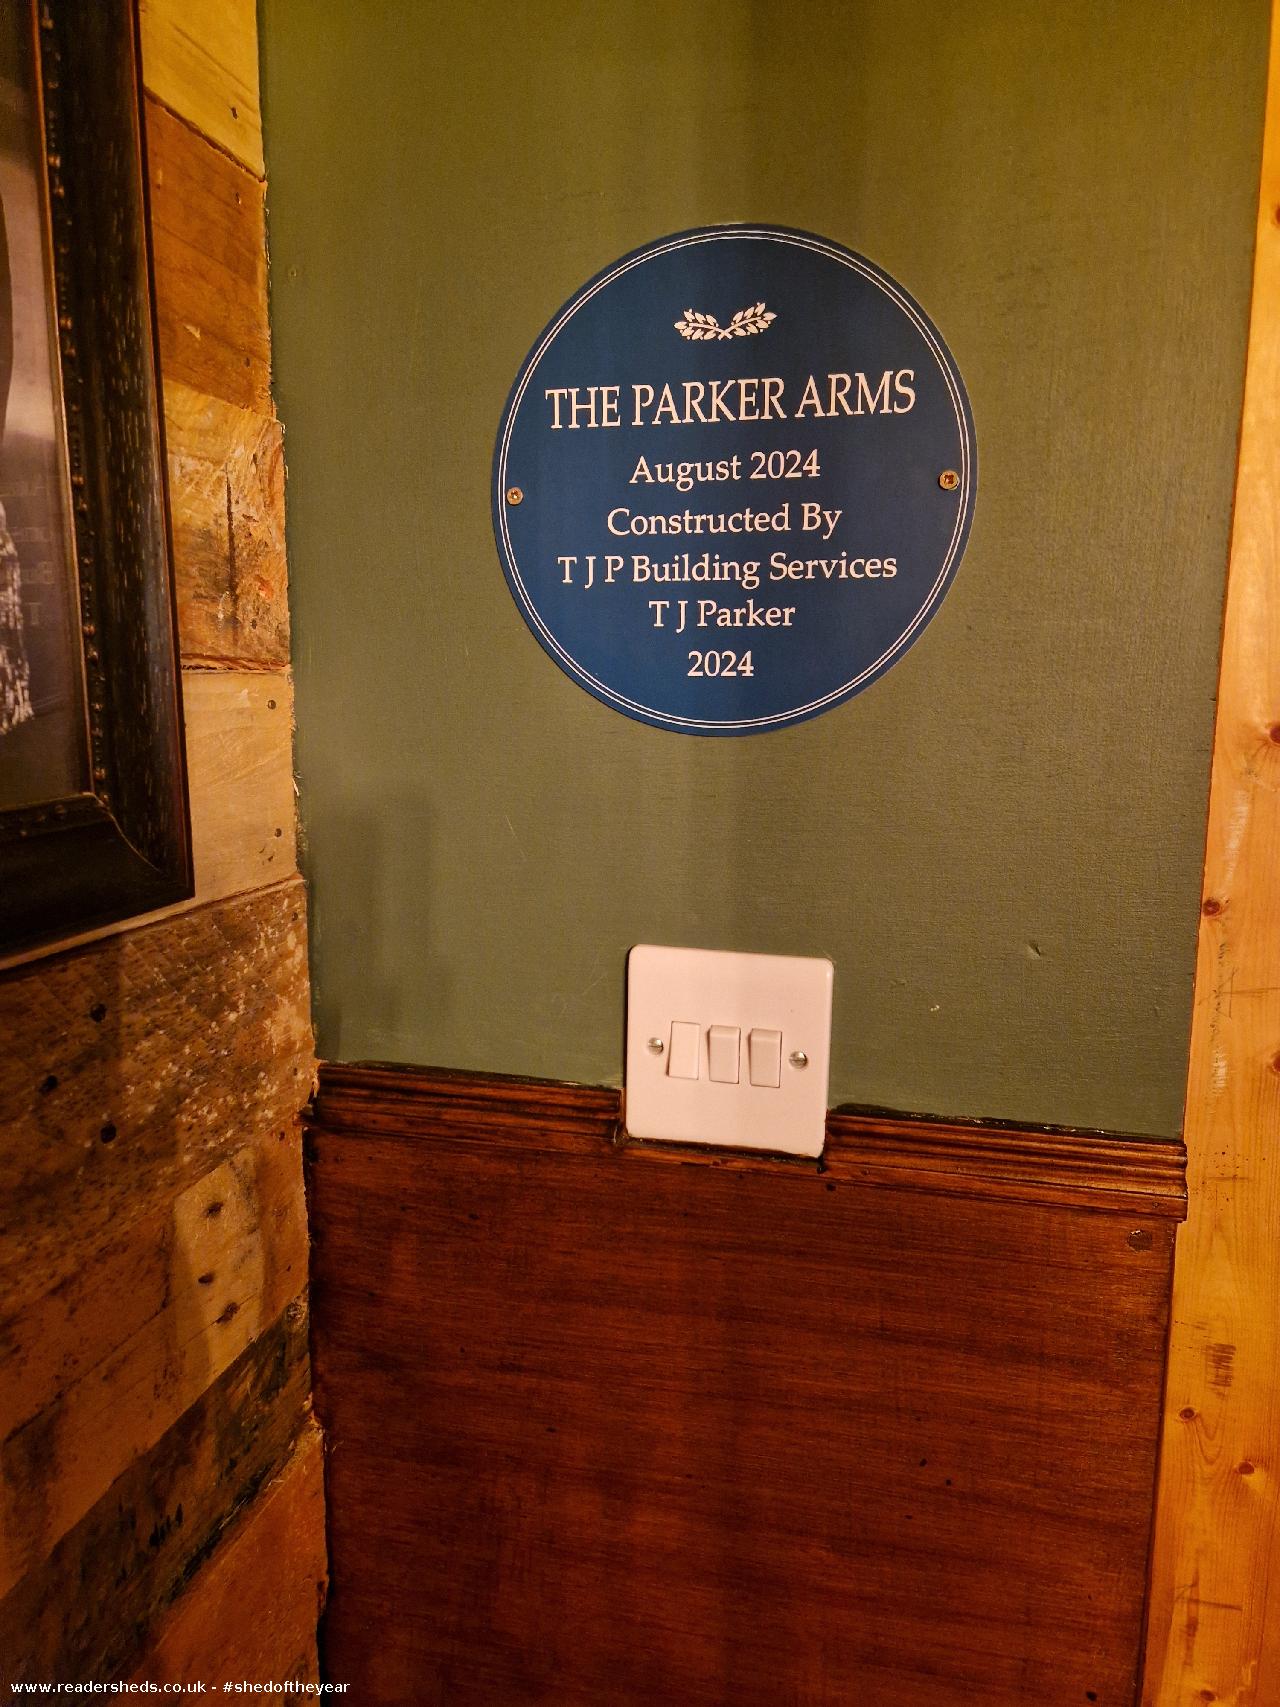 THE PARKER ARMS
August 2024
Constructed By
T J P Building Services
T J Parker
2024
www.readersheds.co.uk - #shedoftheyear